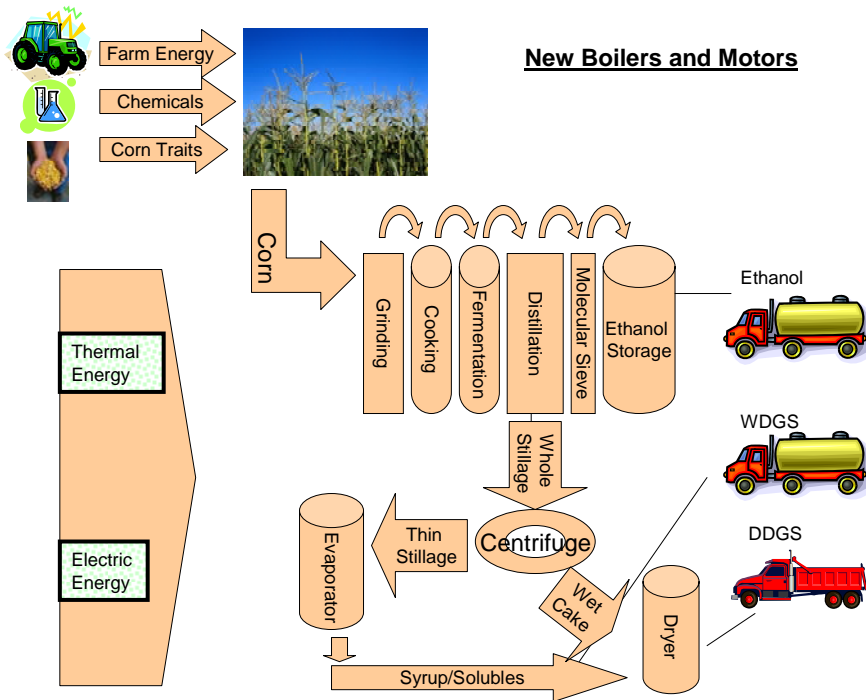 New Boilers and Motors
Farm Energy
Chemicals
Corn Traits
Corn
Grinding
Cooking
Fermentation
Distillation
Molecular Sieve
Ethanol
Storage
Ethanol
WDGS
DDGS
Thermal
Energy
Electric
Energy
Whole
Stillage
Centrifuge
Thin
Stillage
Evaporator
Wet
Cake
Dryer
Syrup/Solubles